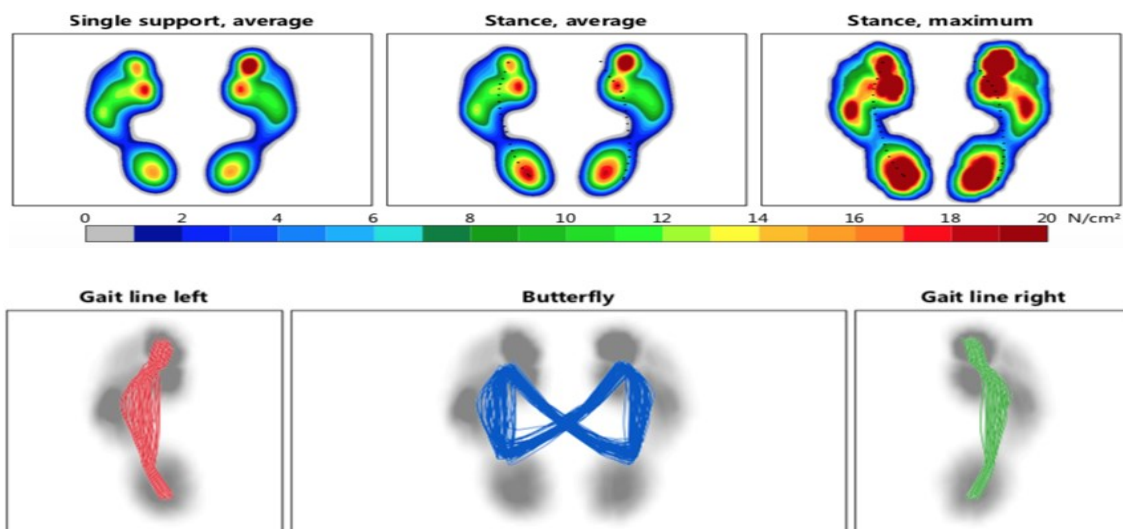 Single support, average
Stance, average
Stance, maximum
0 2 4 6 8 10 12 14 16 18 20 N/cm²
Gait line left
Butterfly
Gait line right